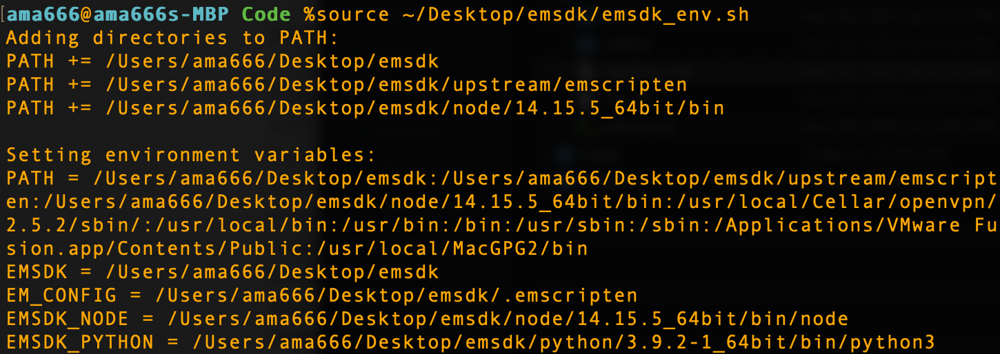 [ama666@ama666s-MBP Code %source ~/Desktop/emsdk/emsdk_env.sh
Adding directories to PATH:
PATH += /Users/ama666/Desktop/emsdk
PATH += /Users/ama666/Desktop/emsdk/upstream/emscripten
PATH += /Users/ama666/Desktop/emsdk/node/14.15.5_64bit/bin
Setting environment variables:
PATH = /Users/ama666/Desktop/emsdk:/Users/ama666/Desktop/emsdk/upstream/emscript
en:/Users/ama666/Desktop/emsdk/node/14.15.5_64bit/bin:/usr/local/Cellar/openvpn/
2.5.2/sbin/:/usr/local/bin:/usr/bin:/bin:/usr/sbin:/sbin:/Applications/VMware Fu
sion.app/Contents/Public:/usr/local/MacGPG2/bin
EMSDK = /Users/ama666/Desktop/emsdk
EM_CONFIG = /Users/ama666/Desktop/emsdk/.emscripten
EMSDK_NODE = /Users/ama666/Desktop/emsdk/node/14.15.5_64bit/bin/node
EMSDK_PYTHON = /Users/ama666/Desktop/emsdk/python/3.9.2-1_64bit/bin/python3